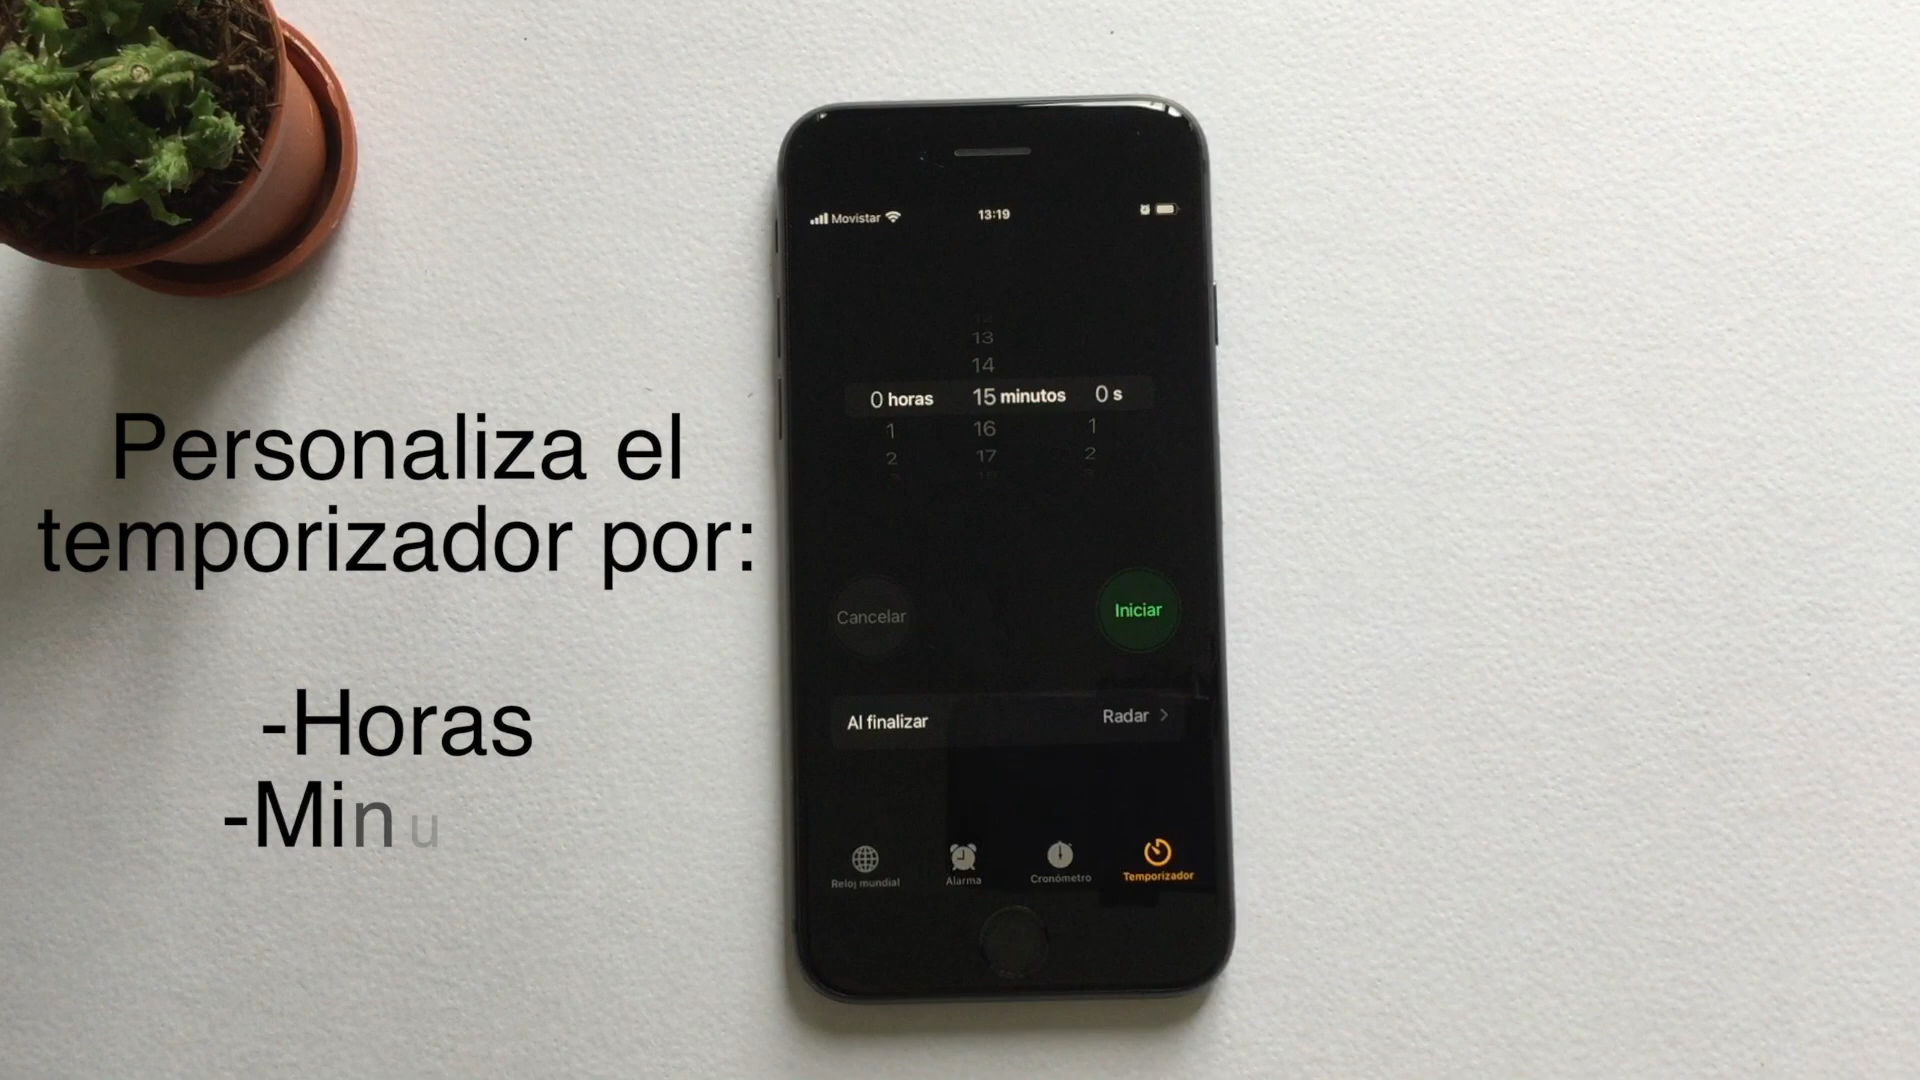 Personaliza el
temporizador por:
-Horas
-Minu
Movistar
13:19
13
14
0 horas 15 minutos 0 s
1 16 1
2 17 2
Cancelar
Iniciar
Al finalizar
Radar >
Reloj mundial
Alarma
Cronómetro
Temporizador